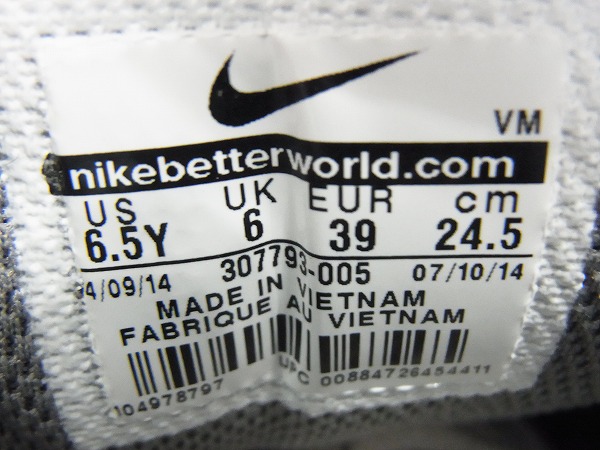 VM
nikebetterworld.com
US UK EUR cm
6.5Y 6 39 24.5
4/09/14 307793-005 07/10/14
MADE IN VIETNAM
FABRIQUE AU VIETNAM
104978797 UPC 00884726454411